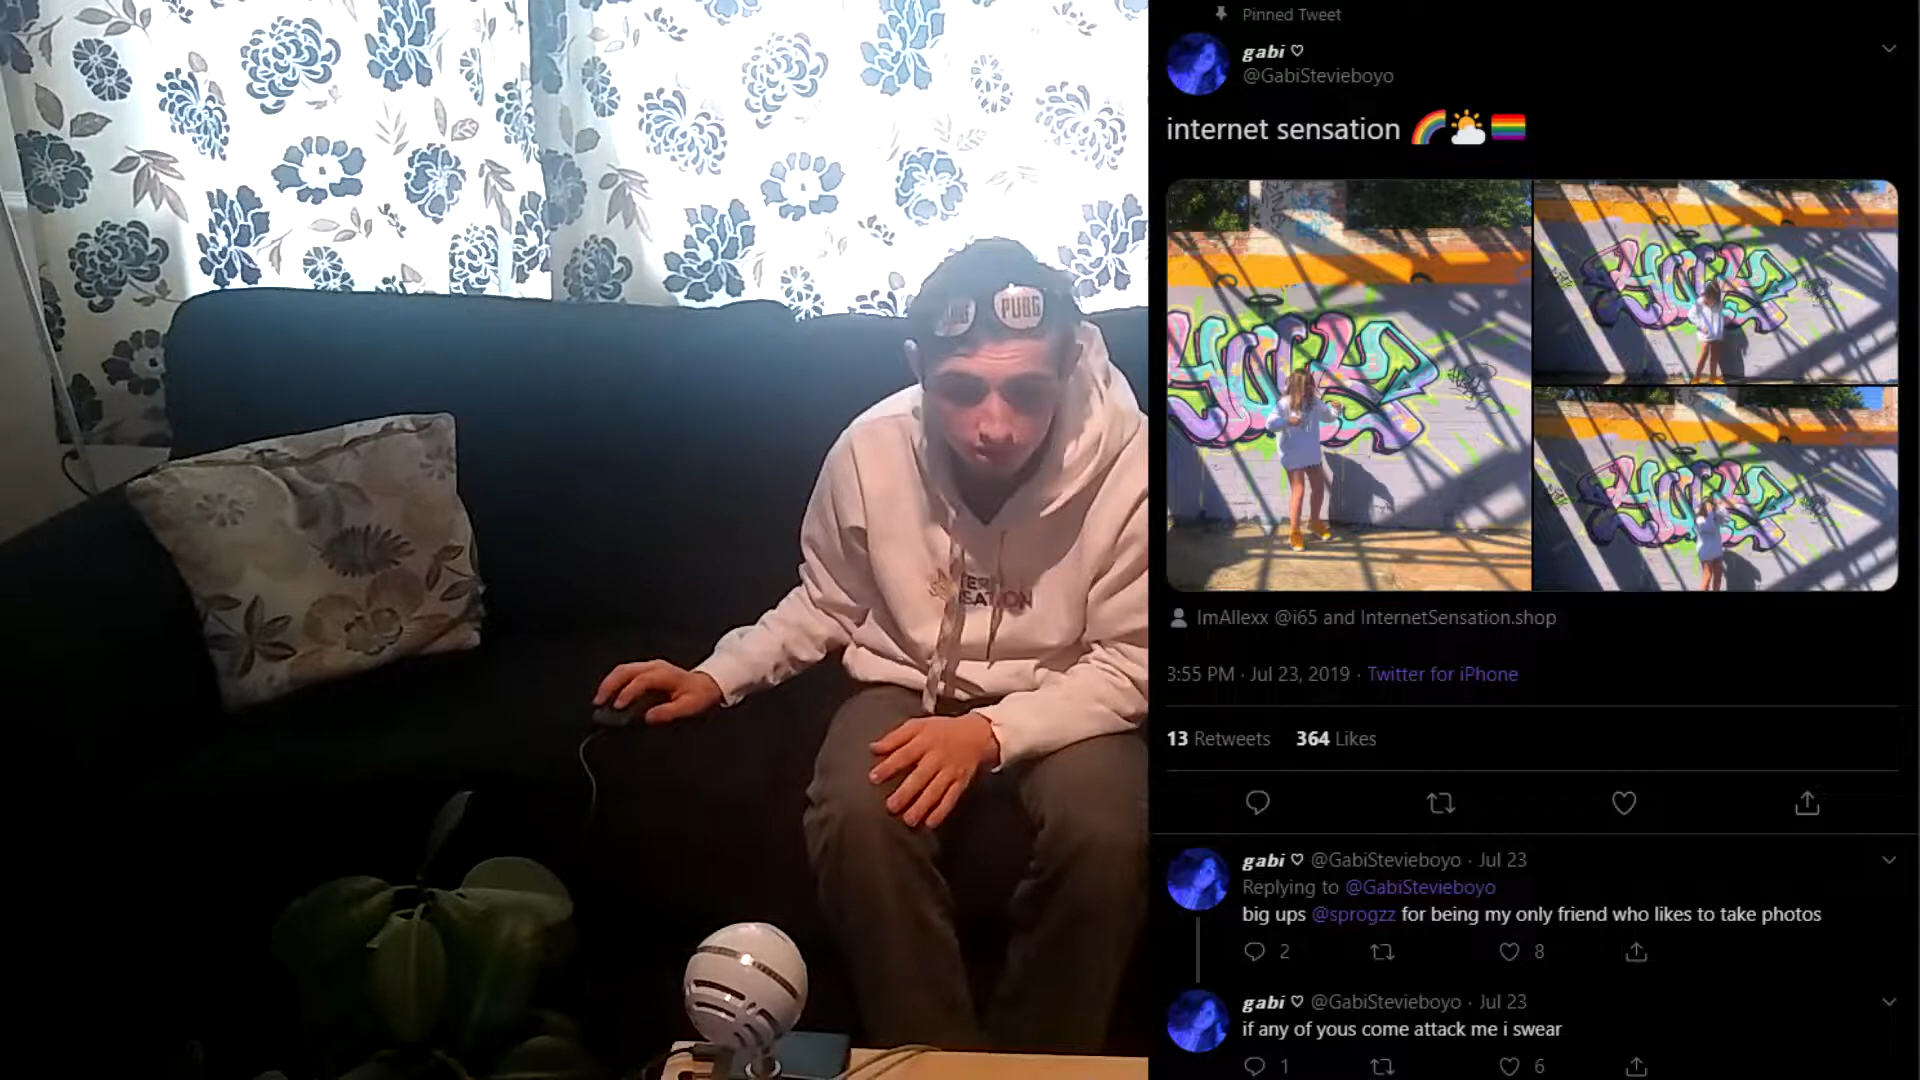 PUBG
Pinned Tweet
gabi ♡
@GabiStevieboyo
internet sensation 🌈🌤️🏳️‍🌈
ImAllexx @i65 and InternetSensation.shop
3:55 PM · Jul 23, 2019 · Twitter for iPhone
13 Retweets 364 Likes
gabi ♡ @GabiStevieboyo · Jul 23
Replying to @GabiStevieboyo
big ups @sprogzz for being my only friend who likes to take photos
2 8
gabi ♡ @GabiStevieboyo · Jul 23
if any of yous come attack me i swear
1 6